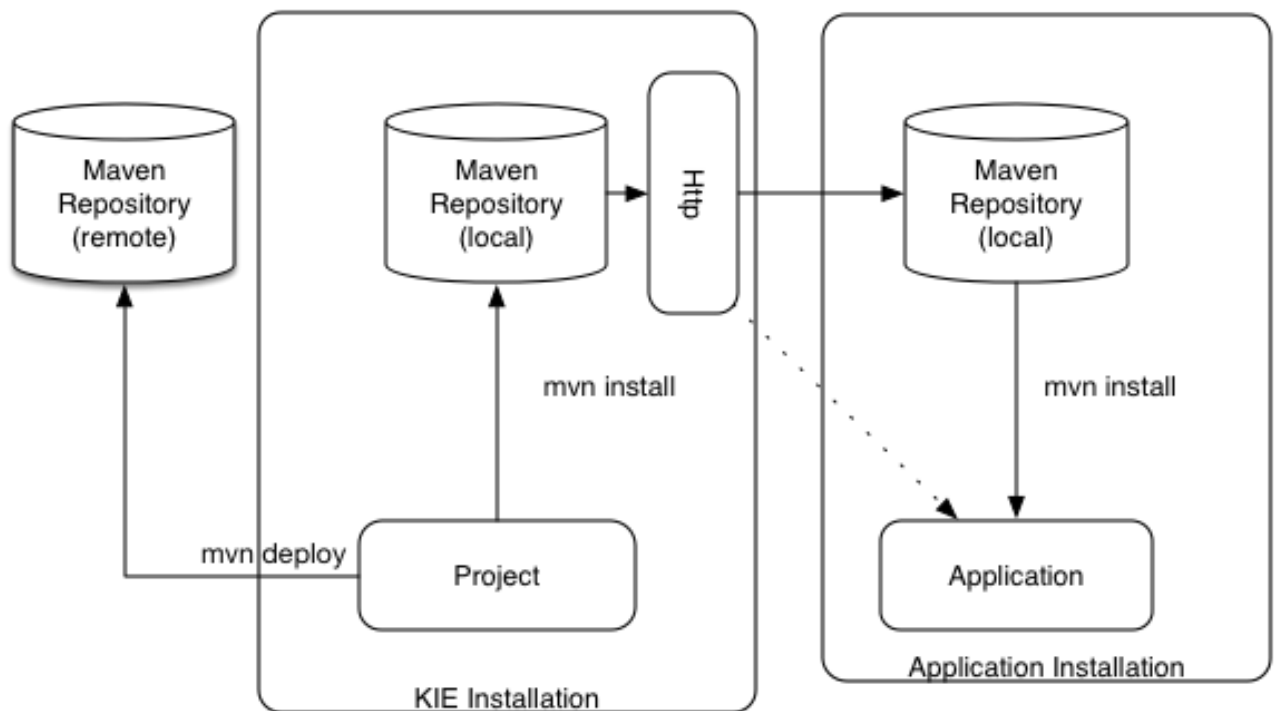 Maven
Repository
(remote)
Maven
Repository
(local)
Http
Maven
Repository
(local)
mvn install
mvn install
mvn deploy
Project
Application
Application Installation
KIE Installation